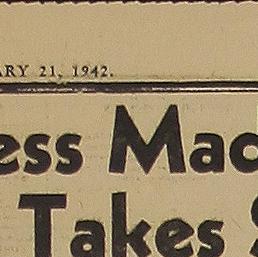 ARY 21, 1942.
ess Mac
Takes S